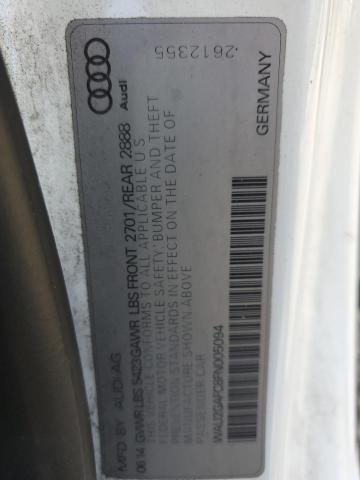 Audi
2612355
MFD BY AUDI AG GERMANY
06 14 GVWR LBS 5423 GAWR LBS FRONT 2701/REAR 2888
THIS VEHICLE CONFORMS TO ALL APPLICABLE U S
FEDERAL MOTOR VEHICLE SAFETY, BUMPER AND THEFT
PREVENTION STANDARDS IN EFFECT ON THE DATE OF
MANUFACTURE SHOWN ABOVE
PASSENGER CAR